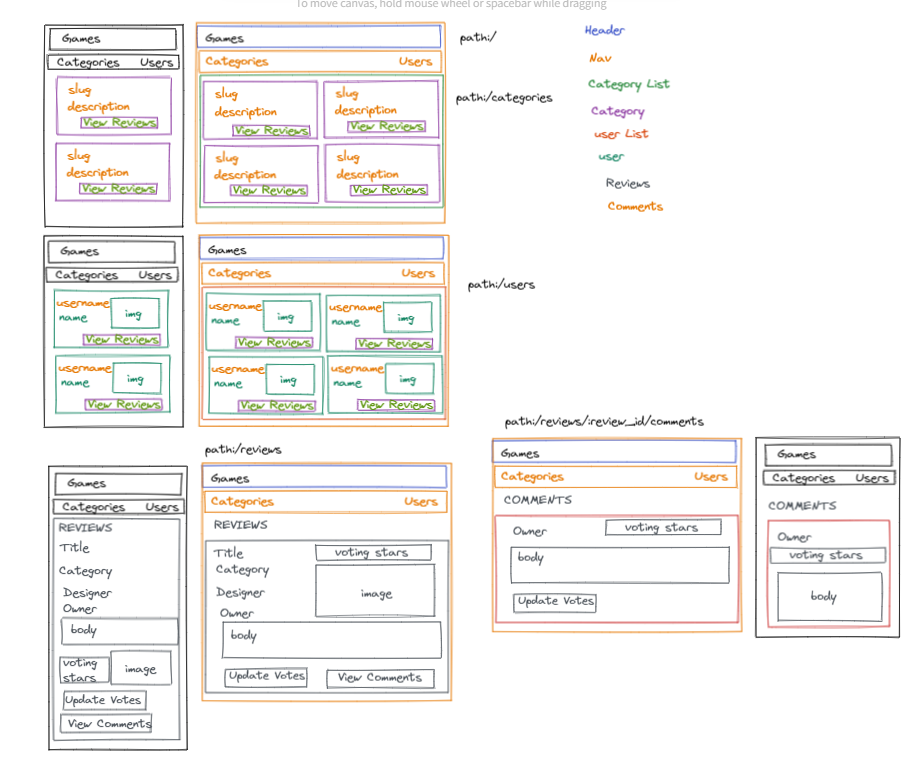 To move canvas, hold mouse wheel or spacebar while dragging
Games
Categories Users
slug
description
View Reviews
slug
description
View Reviews
Games
Categories Users
slug
description
View Reviews
slug
description
View Reviews
slug
description
View Reviews
slug
description
View Reviews
path:/
path:/categories
Header
Nav
Category List
Category
user List
user
Reviews
Comments
Games
Categories Users
username
name
img
View Reviews
username
name
img
View Reviews
Games
Categories Users
username
name
img
View Reviews
username
name
img
View Reviews
username
name
img
View Reviews
username
name
img
View Reviews
path:/users
Games
Categories Users
REVIEWS
Title
Category
Designer
Owner
body
voting
stars
image
Update Votes
View Comments
path:/reviews
Games
Categories Users
REVIEWS
Title
voting stars
Category
Designer
image
Owner
body
Update Votes
View Comments
path:/reviews/:review_id/comments
Games
Categories Users
COMMENTS
Owner
voting stars
body
Update Votes
Games
Categories Users
COMMENTS
Owner
voting stars
body